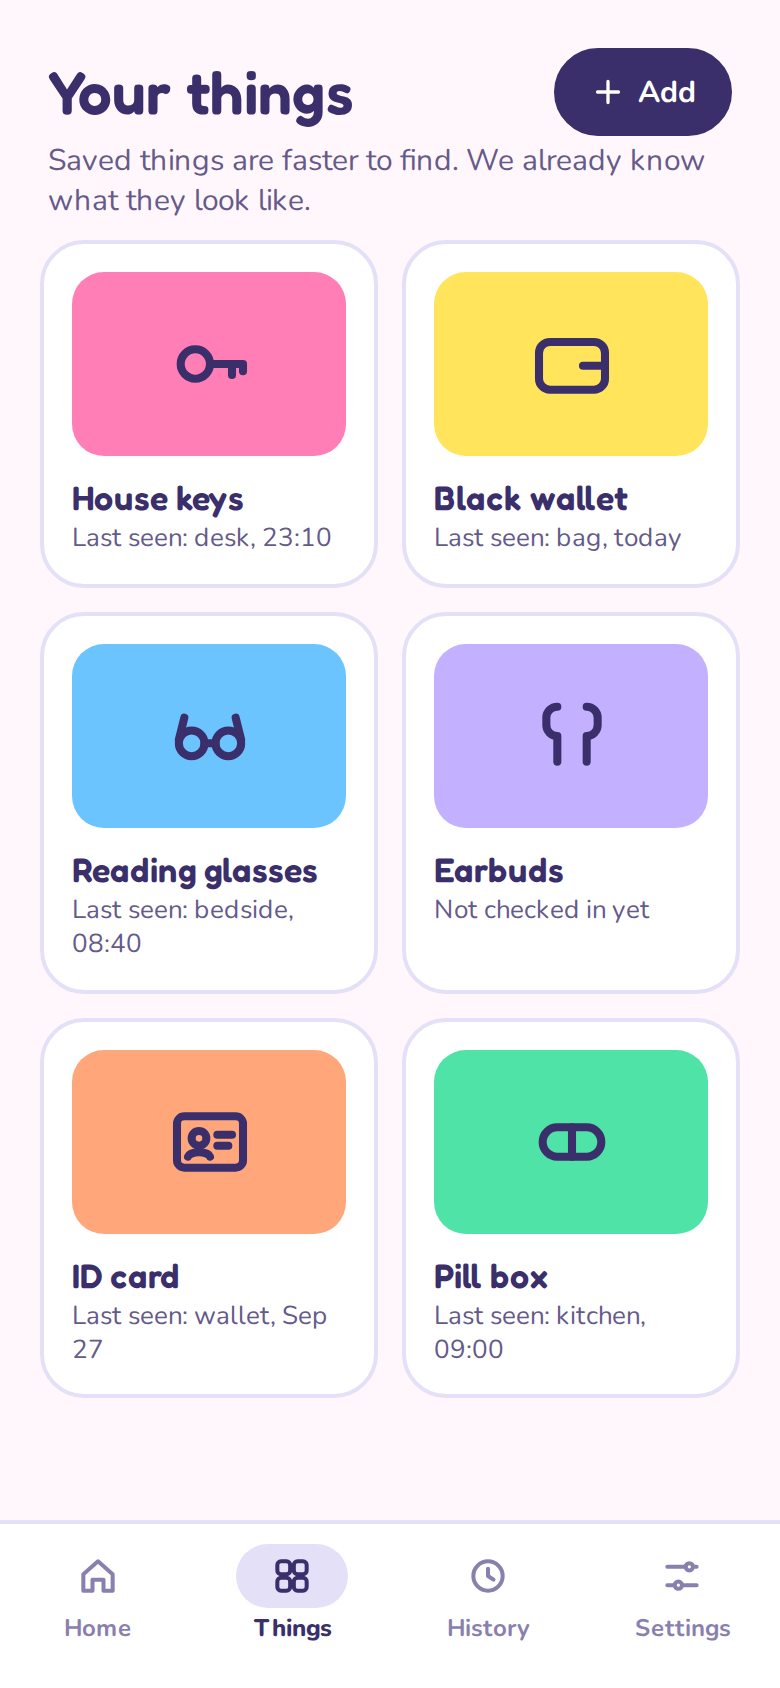 Your things
Add
Saved things are faster to find. We already know
what they look like.
House keys
Last seen: desk, 23:10
Black wallet
Last seen: bag, today
Reading glasses
Last seen: bedside,
08:40
Earbuds
Not checked in yet
ID card
Last seen: wallet, Sep
27
Pill box
Last seen: kitchen,
09:00
Home
Things
History
Settings